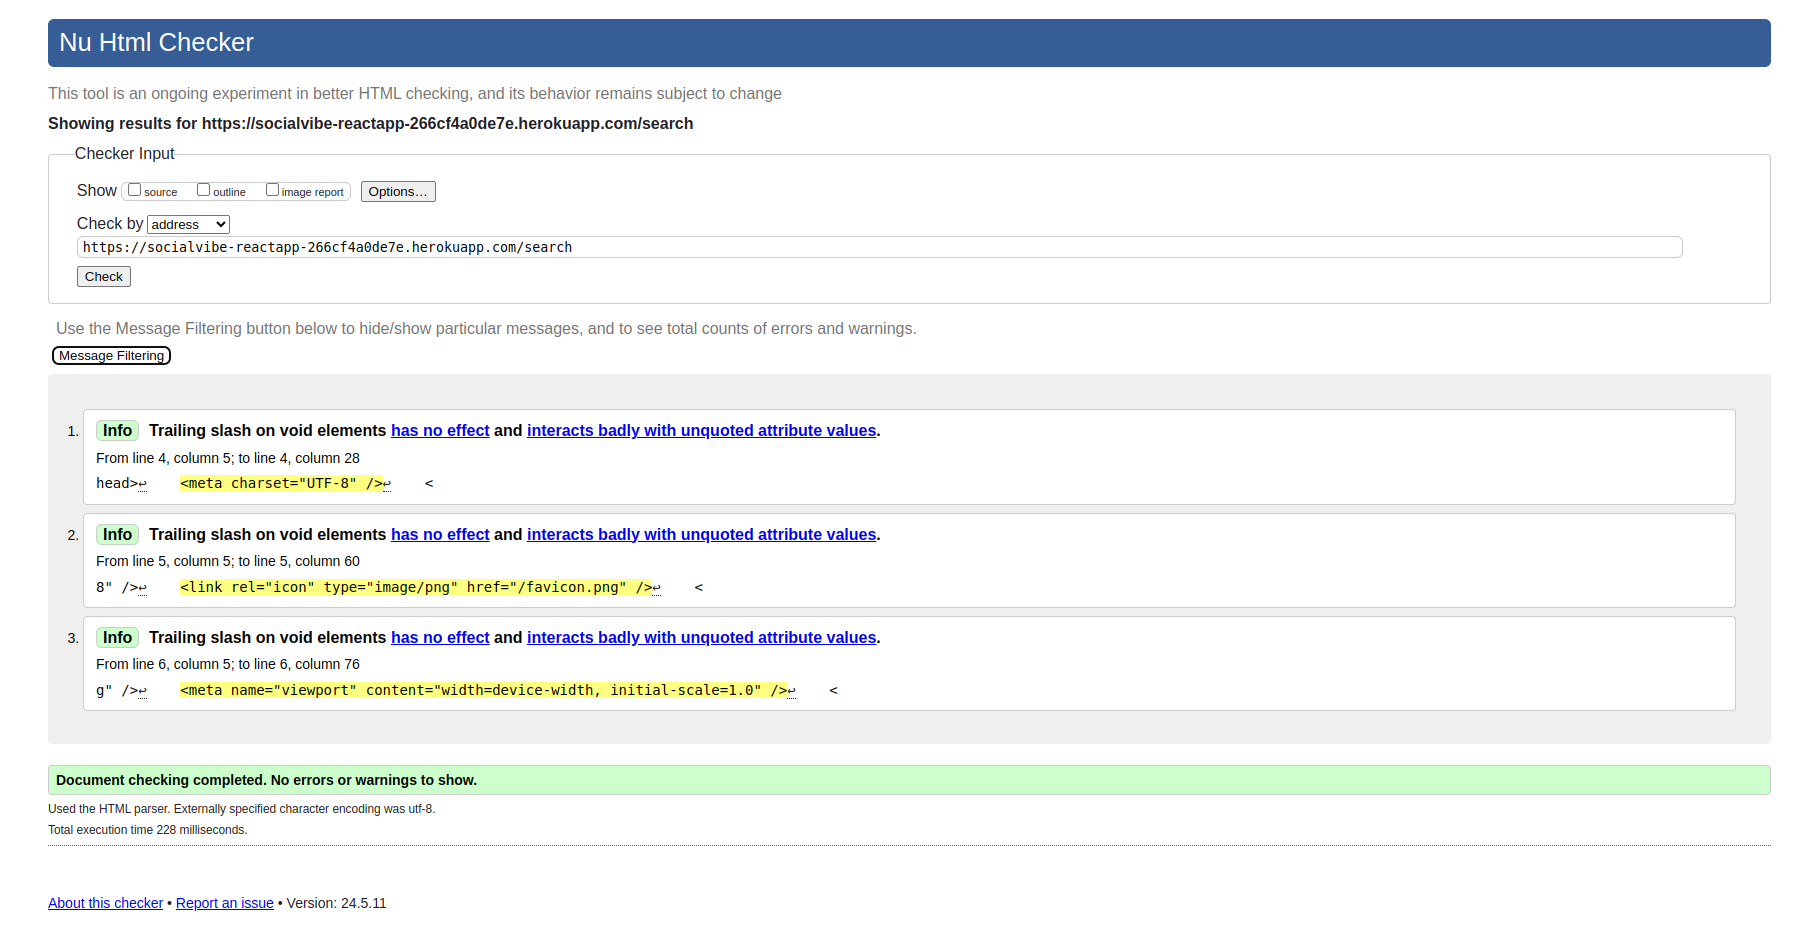 Nu Html Checker
This tool is an ongoing experiment in better HTML checking, and its behavior remains subject to change
Showing results for https://socialvibe-reactapp-266cf4a0de7e.herokuapp.com/search
Checker Input
Show source outline image report Options...
Check by address
https://socialvibe-reactapp-266cf4a0de7e.herokuapp.com/search
Check
Use the Message Filtering button below to hide/show particular messages, and to see total counts of errors and warnings.
Message Filtering
1. Info Trailing slash on void elements has no effect and interacts badly with unquoted attribute values.
From line 4, column 5; to line 4, column 28
head>↩ <meta charset="UTF-8" />↩ <
2. Info Trailing slash on void elements has no effect and interacts badly with unquoted attribute values.
From line 5, column 5; to line 5, column 60
8" />↩ <link rel="icon" type="image/png" href="/favicon.png" />↩ <
3. Info Trailing slash on void elements has no effect and interacts badly with unquoted attribute values.
From line 6, column 5; to line 6, column 76
g" />↩ <meta name="viewport" content="width=device-width, initial-scale=1.0" />↩ <
Document checking completed. No errors or warnings to show.
Used the HTML parser. Externally specified character encoding was utf-8.
Total execution time 228 milliseconds.
About this checker • Report an issue • Version: 24.5.11